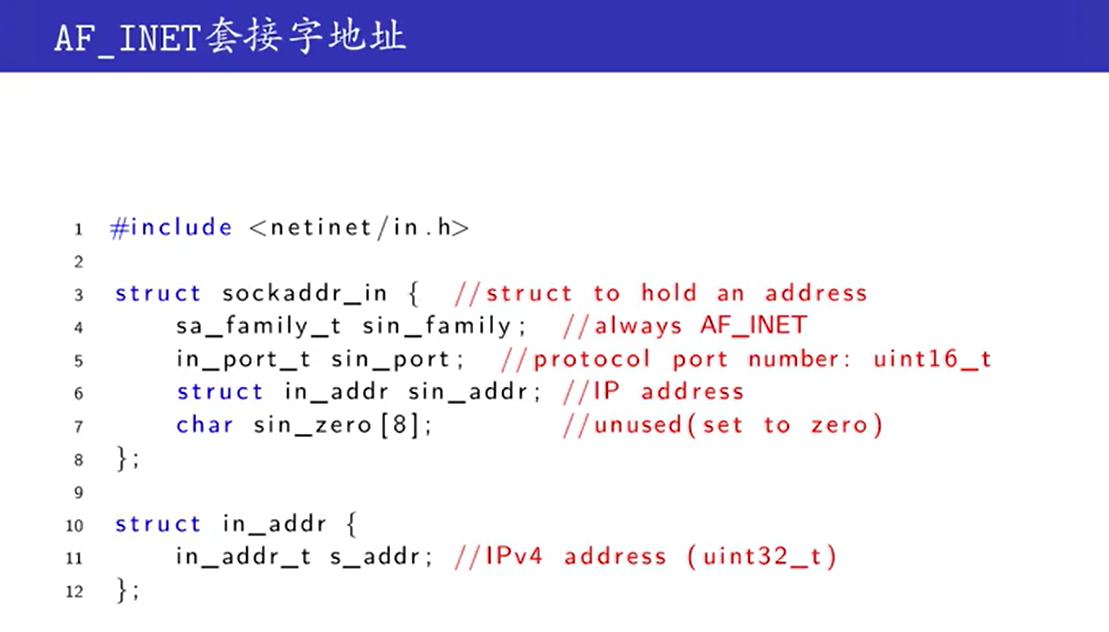 AF_INET套接字地址
1 #include <netinet/in.h>
2
3 struct sockaddr_in { //struct to hold an address
4 sa_family_t sin_family; //always AF_INET
5 in_port_t sin_port; //protocol port number: uint16_t
6 struct in_addr sin_addr; //IP address
7 char sin_zero[8]; //unused(set to zero)
8 };
9
10 struct in_addr {
11 in_addr_t s_addr; //IPv4 address (uint32_t)
12 };